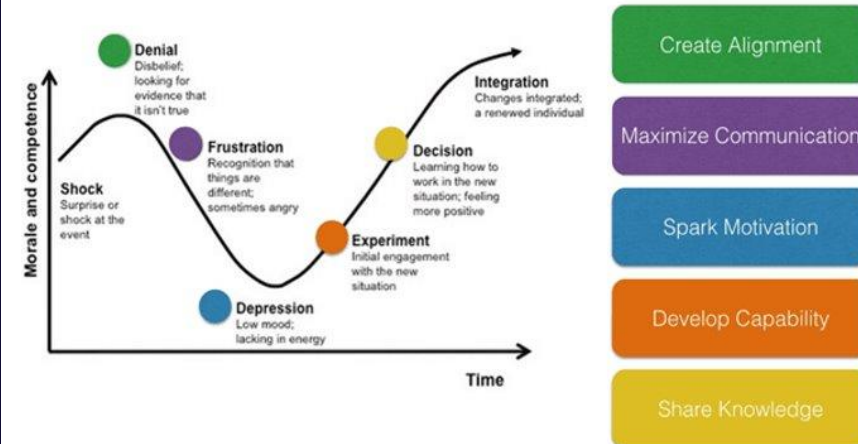 Denial
Disbelief;
looking for
evidence that
it isn't true
Frustration
Recognition that
things are
different;
sometimes angry
Shock
Surprise or
shock at the
event
Depression
Low mood;
lacking in energy
Experiment
Initial engagement
with the new
situation
Decision
Learning how to
work in the new
situation; feeling
more positive
Integration
Changes integrated;
a renewed individual
Morale and competence
Time
Create Alignment
Maximize Communication
Spark Motivation
Develop Capability
Share Knowledge